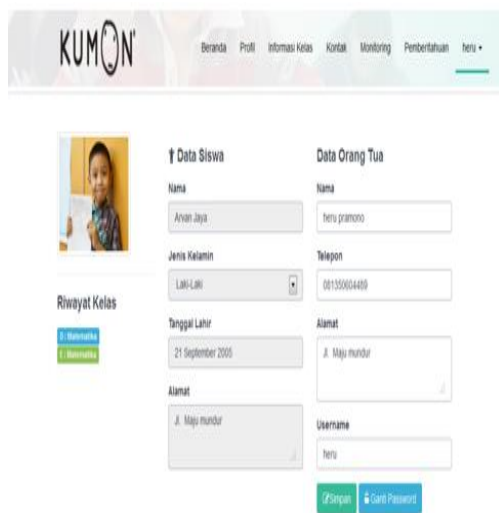 KUMON
Beranda Profil Informasi Kelas Kontak Monitoring Pemberitahuan heru
Data Siswa
Nama
Arvan Jaya
Jenis Kelamin
Laki-Laki
Tanggal Lahir
21 September 2005
Alamat
Jl. Maju mundur
Riwayat Kelas
D : Matematika
E : Matematika
Data Orang Tua
Nama
heru pramono
Telepon
081350604469
Alamat
Jl. Maju mundur
Username
heru
Simpan Ganti Password